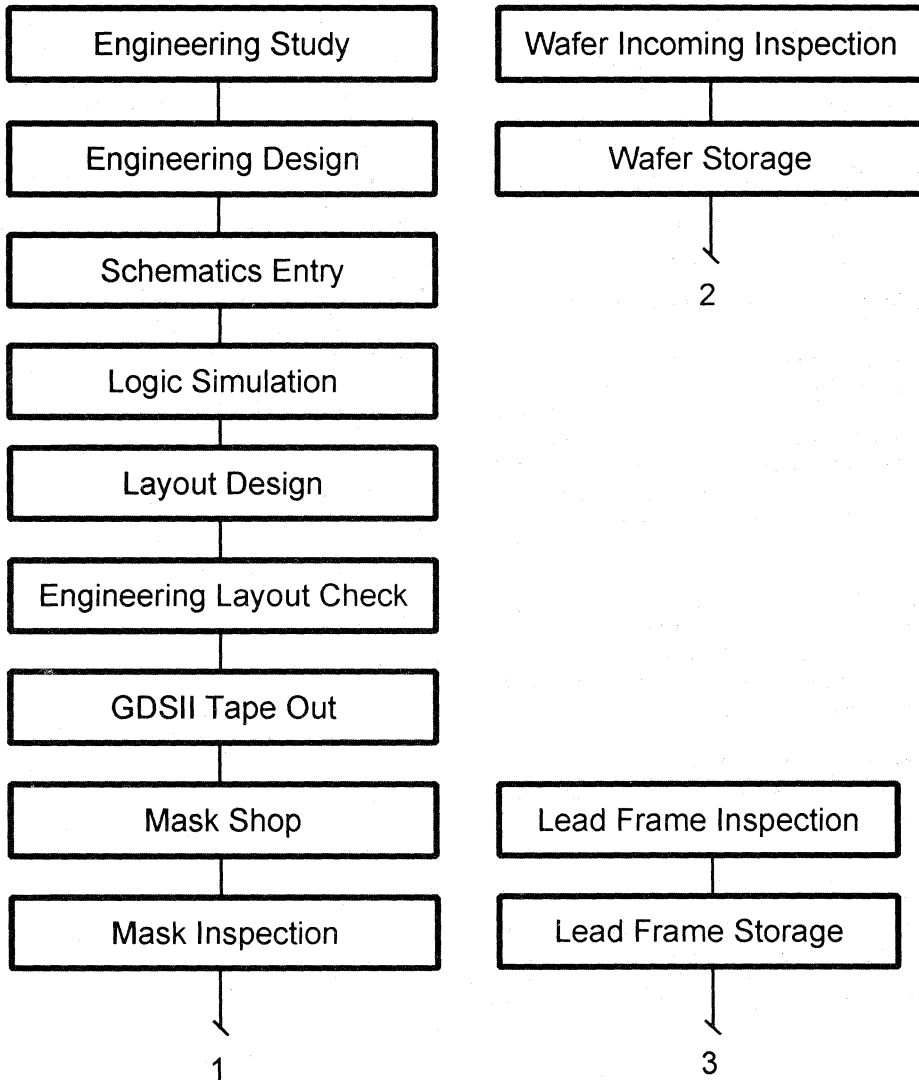 Engineering Study
Engineering Design
Schematics Entry
Logic Simulation
Layout Design
Engineering Layout Check
GDSII Tape Out
Mask Shop
Mask Inspection
1
Wafer Incoming Inspection
Wafer Storage
2
Lead Frame Inspection
Lead Frame Storage
3